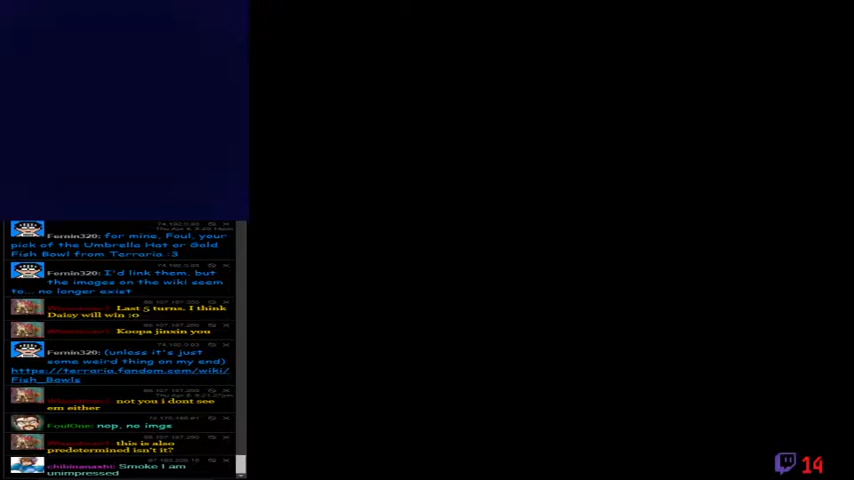 Fernin320: for mine, Foul, your
pick of the Umbrella Hat or Gold
Fish Bowl from Terraria :3
Fernin320: I'd link them, but
the images on the wiki seem
to... no longer exist
Last 5 turns. I think
Daisy will win :o
Koopa jinxin you
Fernin320: (unless it's just
some weird thing on my end)
https://terraria.fandom.com/wiki/
Fish_Bowls
not you i dont see
em either
FoulOne: nop, no imgs
this is also
predetermined isn't it?
chibinanashi: Smoke I am
unimpressed
14